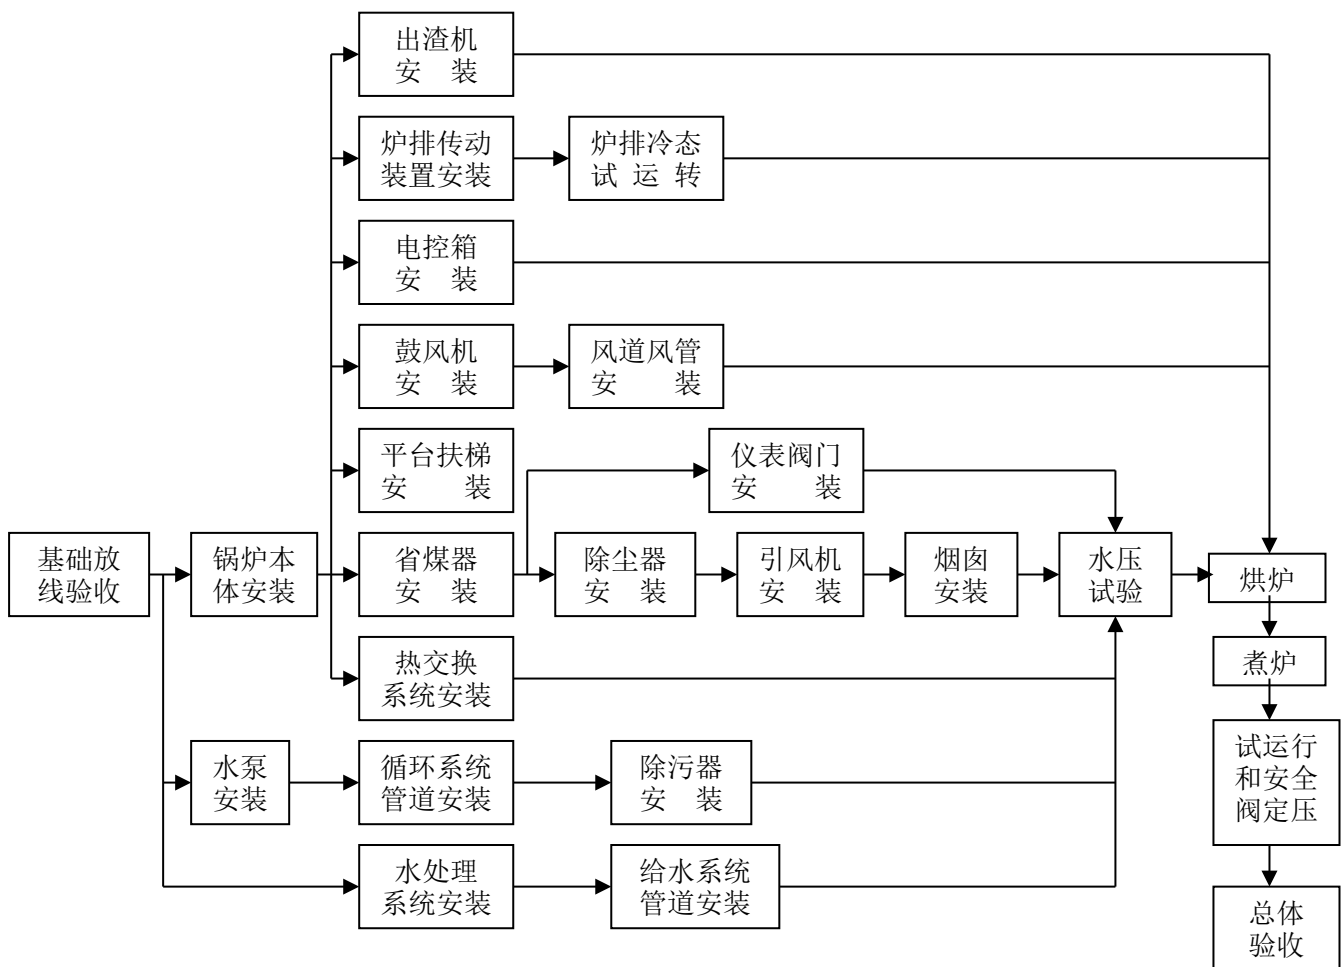 出渣机
安 装
炉排传动
装置安装
炉排冷态
试 运 转
电控箱
安 装
鼓风机
安 装
风道风管
安 装
平台扶梯
安 装
仪表阀门
安 装
基础放
线验收
锅炉本
体安装
省煤器
安 装
除尘器
安 装
引风机
安 装
烟囱
安装
水压
试验
烘炉
热交换
系统安装
煮炉
水泵
安装
循环系统
管道安装
除污器
安 装
试运行
和安全
阀定压
水处理
系统安装
给水系统
管道安装
总体
验收